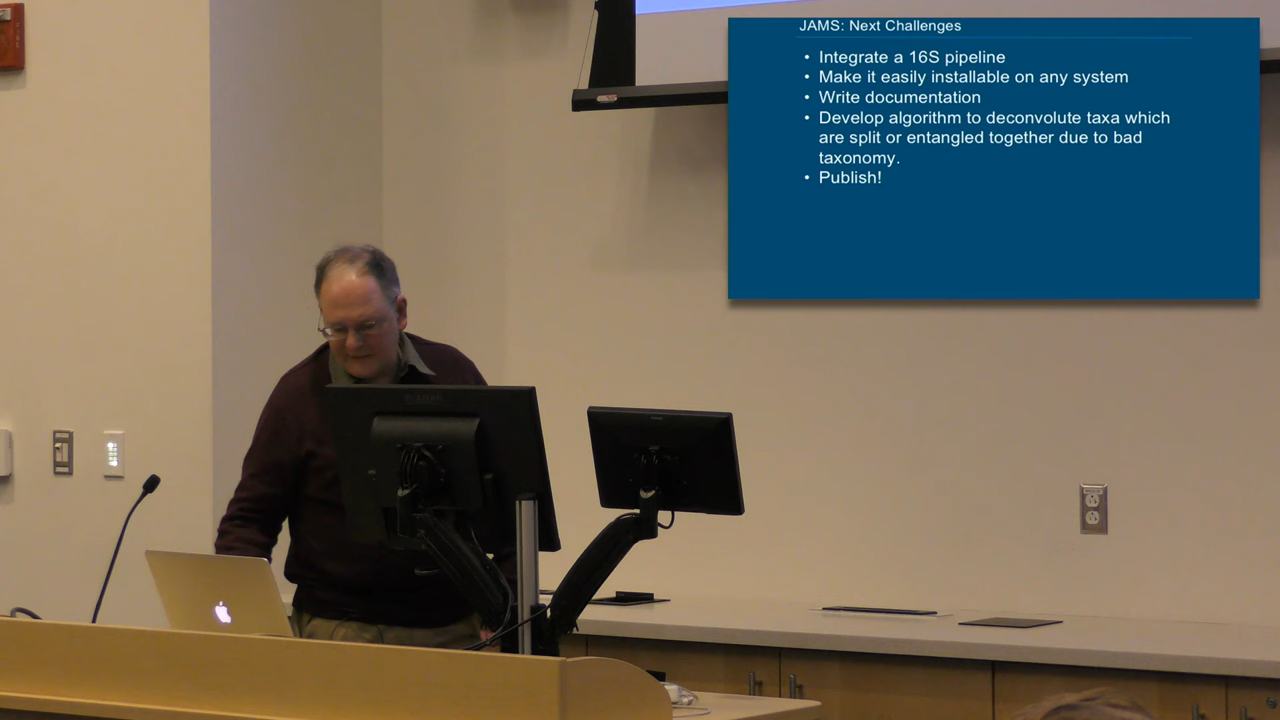 JAMS: Next Challenges
• Integrate a 16S pipeline
• Make it easily installable on any system
• Write documentation
• Develop algorithm to deconvolute taxa which
are split or entangled together due to bad
taxonomy.
• Publish!